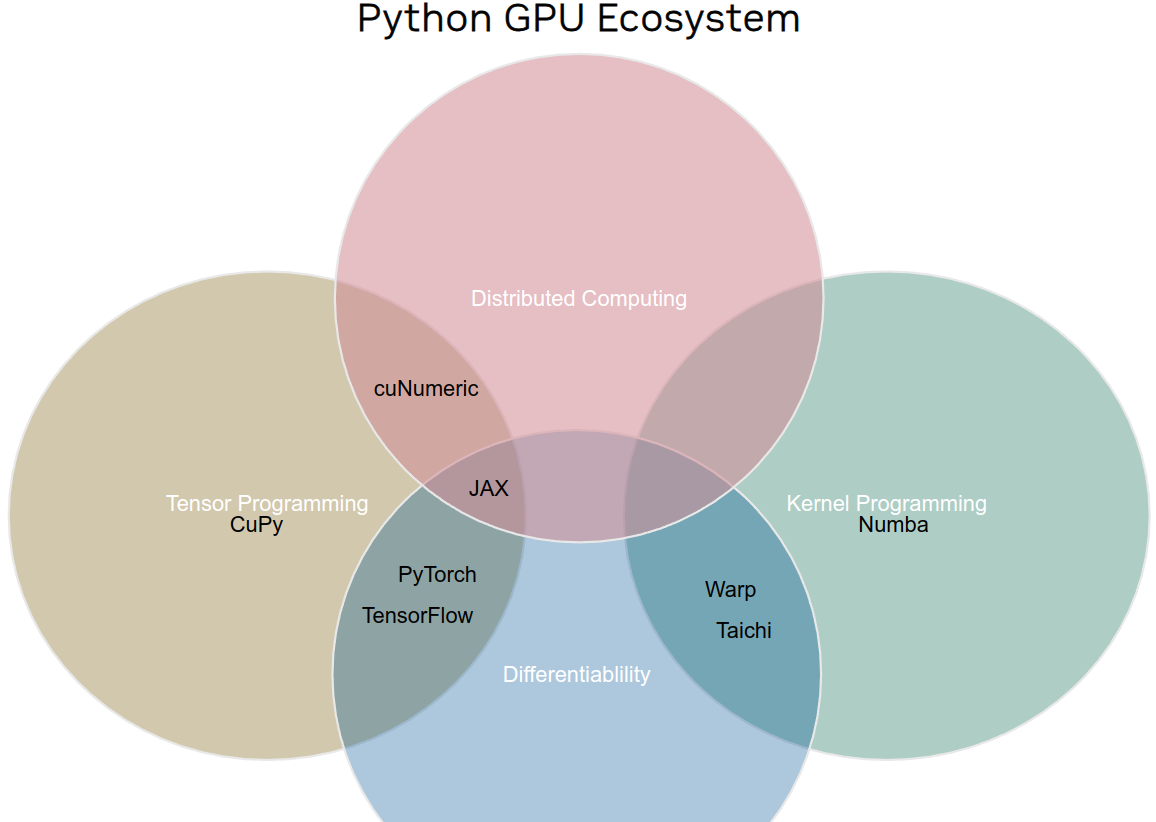 Python GPU Ecosystem
Distributed Computing
cuNumeric
JAX
Tensor Programming
CuPy
Kernel Programming
Numba
PyTorch
TensorFlow
Warp
Taichi
Differentiablility